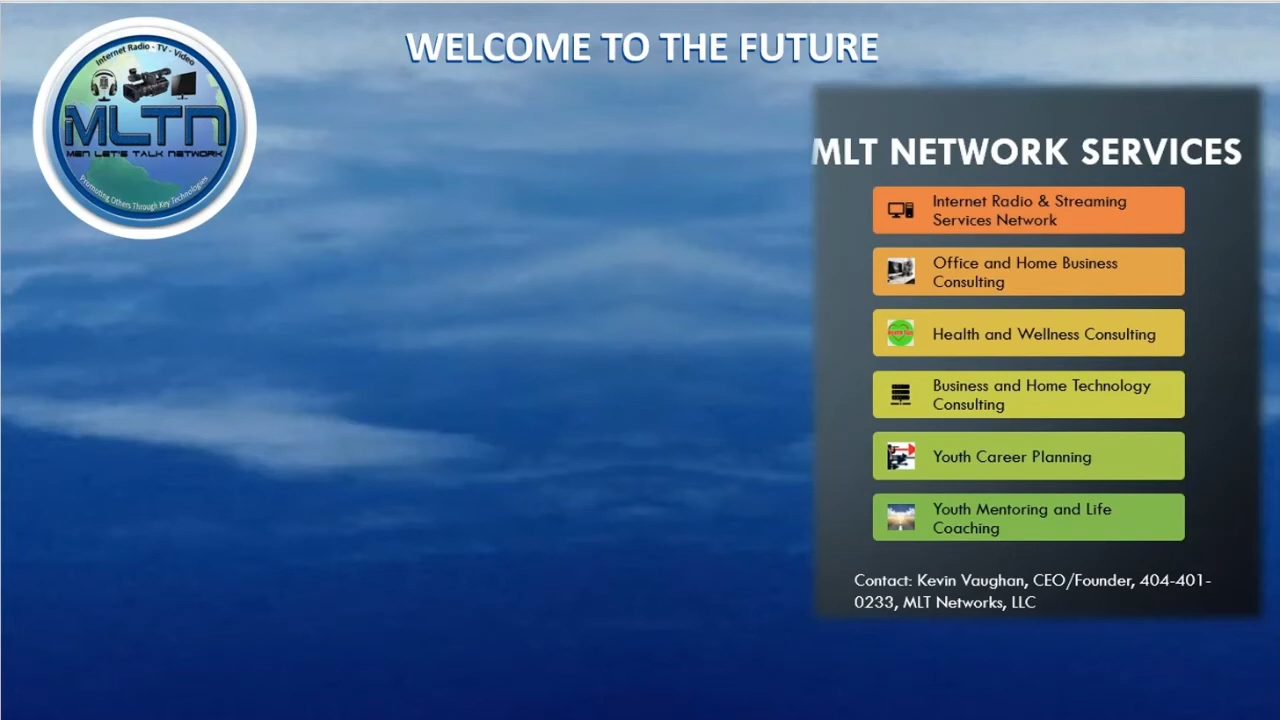 WELCOME TO THE FUTURE
Internet Radio - TV - Video
MLTN
MEN LET'S TALK NETWORK
Promoting Others Through Key Technologies
MLT NETWORK SERVICES
Internet Radio & Streaming
Services Network
Office and Home Business
Consulting
Health and Wellness Consulting
Business and Home Technology
Consulting
Youth Career Planning
Youth Mentoring and Life
Coaching
Contact: Kevin Vaughan, CEO/Founder, 404-401-
0233, MLT Networks, LLC